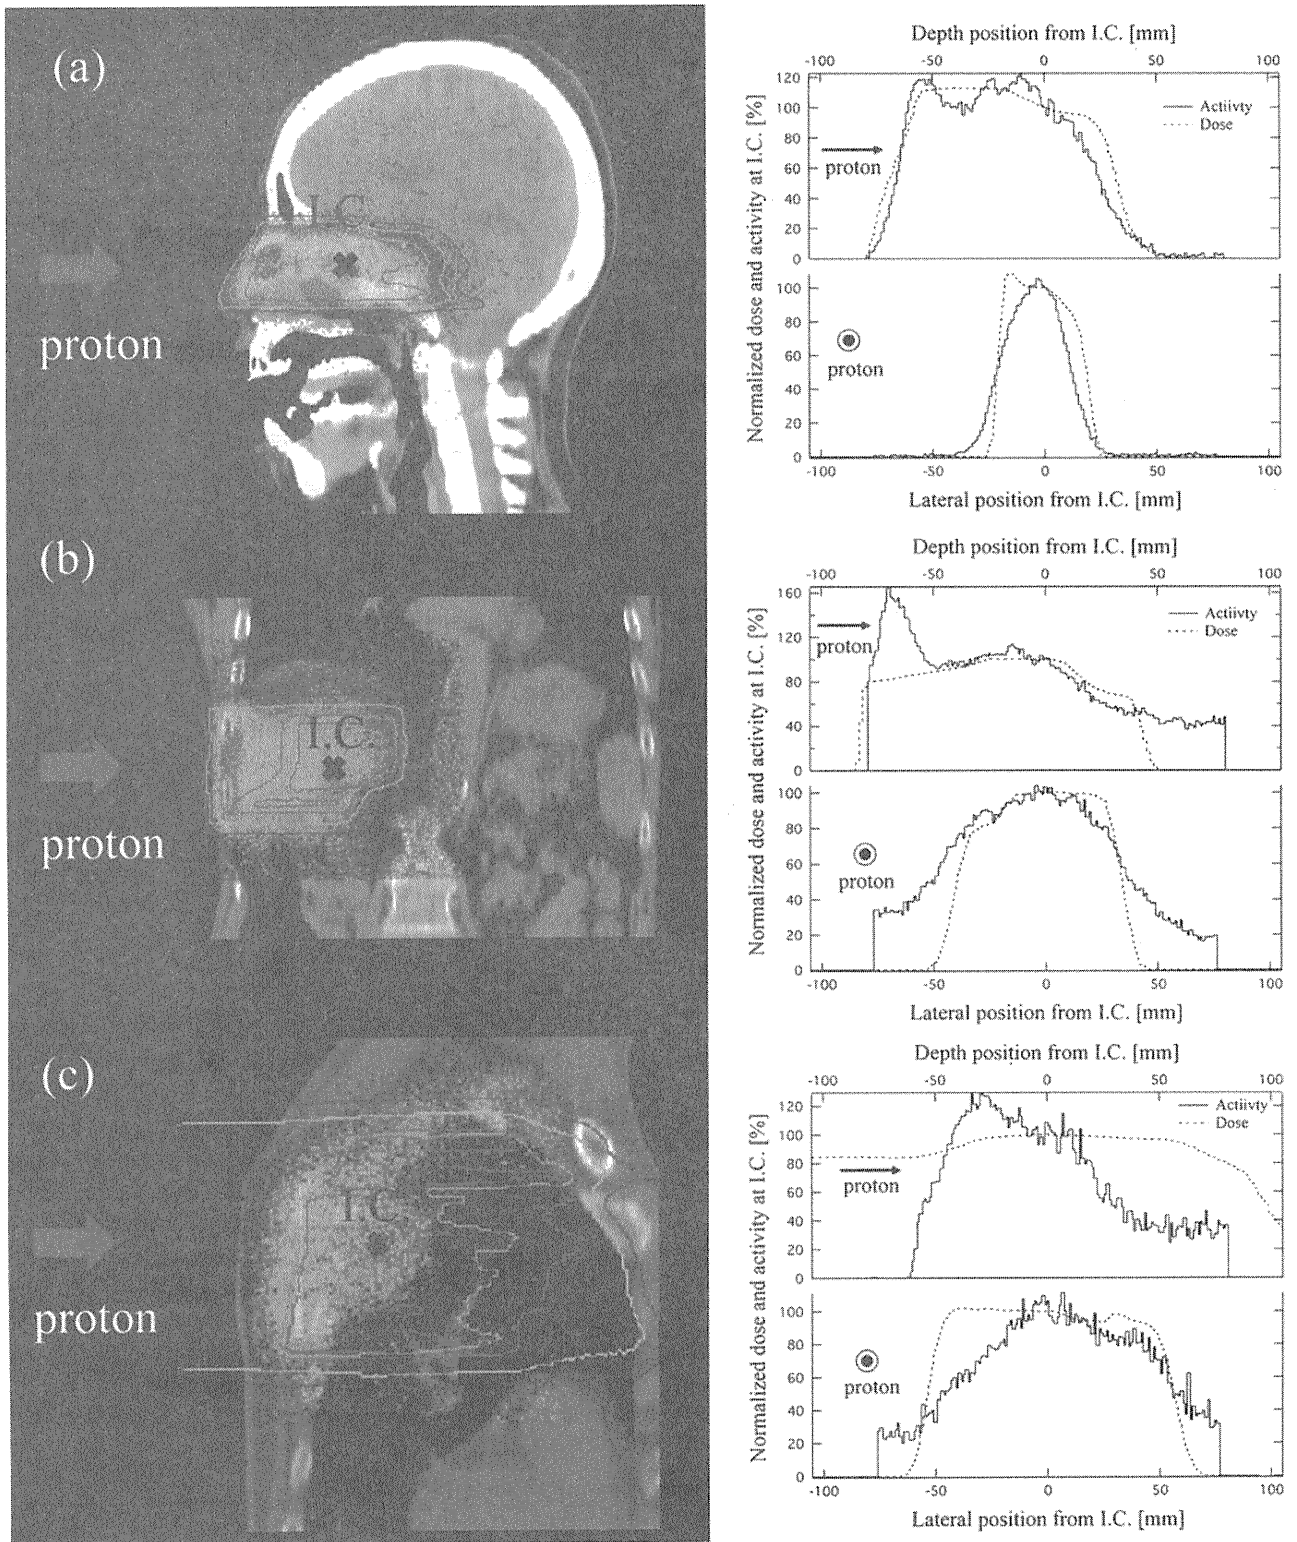 (a)
I.C.
proton
Depth position from I.C. [mm]
-100 -50 0 50 100
120
100
80
60
40
20
0
Actiivty
Dose
proton
Normalized dose and activity at I.C. [%]
100
80
60
40
20
0
proton
-100 -50 0 50 100
Lateral position from I.C. [mm]
(b)
I.C.
proton
Depth position from I.C. [mm]
-100 -50 0 50 100
160
120
80
40
0
Actiivty
Dose
proton
Normalized dose and activity at I.C. [%]
100
80
60
40
20
0
proton
-100 -50 0 50 100
Lateral position from I.C. [mm]
(c)
I.C.
proton
Depth position from I.C. [mm]
-100 -50 0 50 100
120
100
80
60
40
20
0
Actiivty
Dose
proton
Normalized dose and activity at I.C. [%]
100
80
60
40
20
0
proton
-100 -50 0 50 100
Lateral position from I.C. [mm]